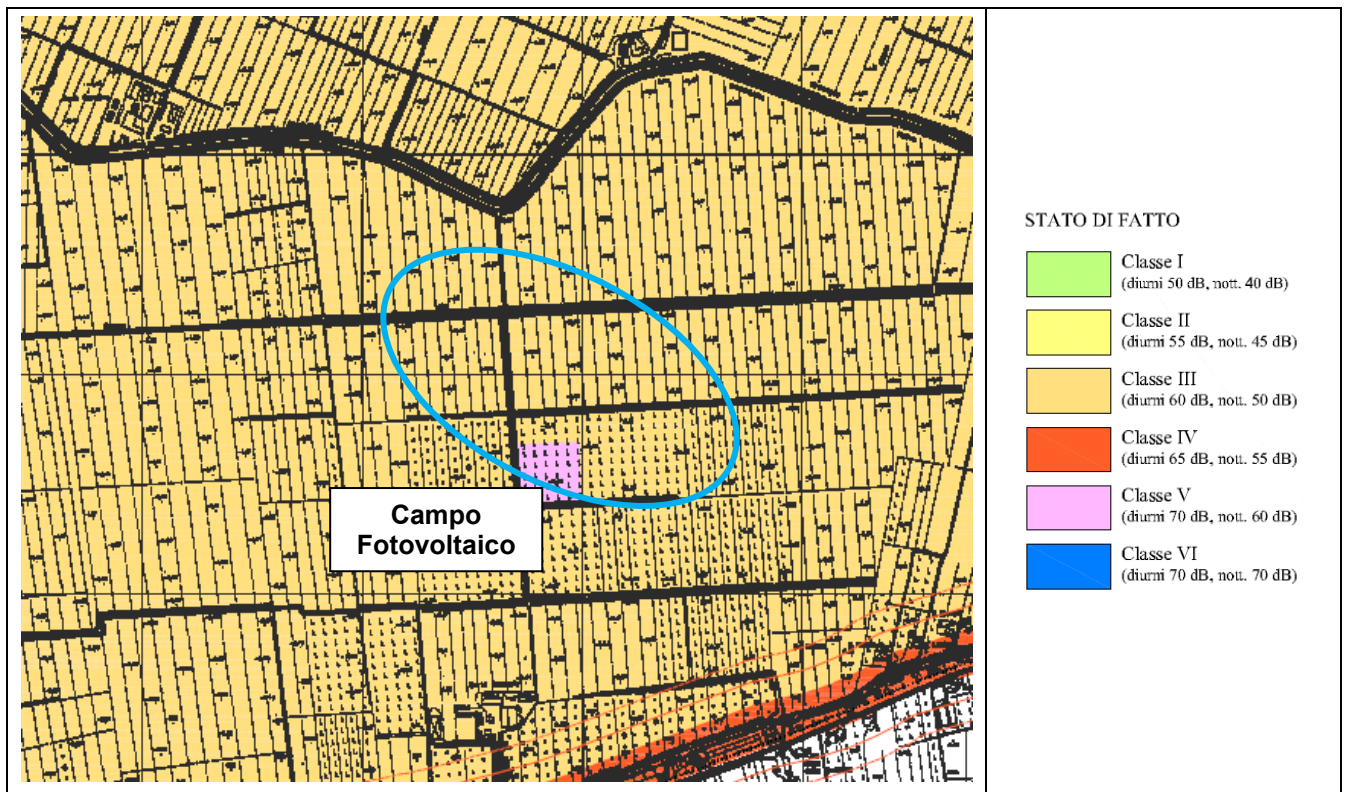 Campo
Fotovoltaico
STATO DI FATTO
Classe I
(diurni 50 dB, nott. 40 dB)
Classe II
(diurni 55 dB, nott. 45 dB)
Classe III
(diurni 60 dB, nott. 50 dB)
Classe IV
(diurni 65 dB, nott. 55 dB)
Classe V
(diurni 70 dB, nott. 60 dB)
Classe VI
(diurni 70 dB, nott. 70 dB)